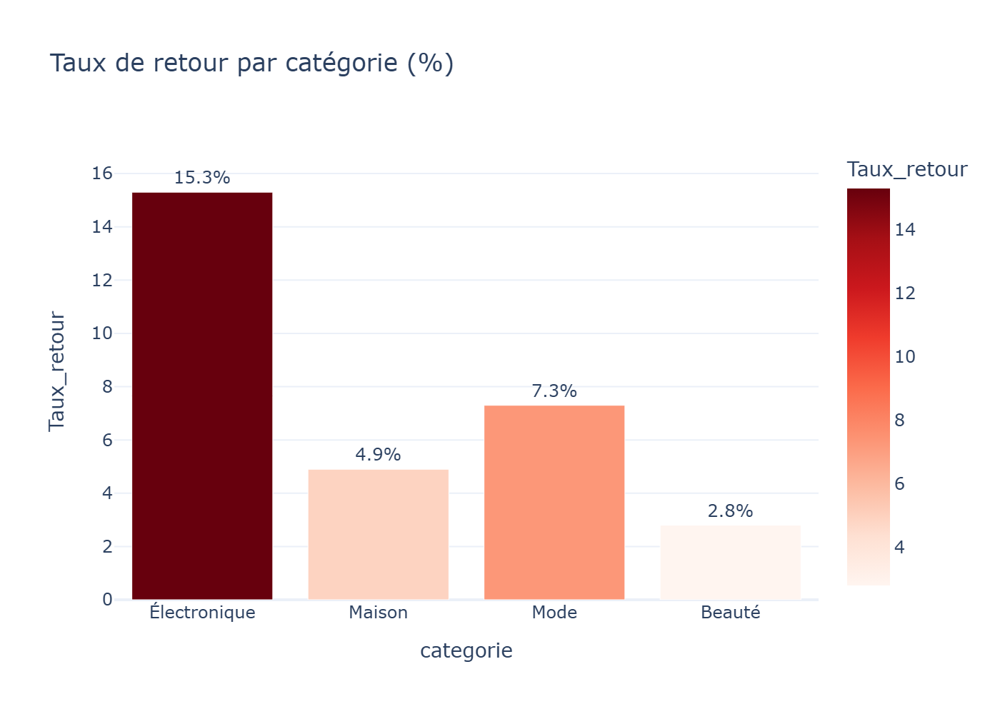 Taux de retour par catégorie (%)
Taux_retour
16
14
12
10
8
6
4
2
0
15.3%
4.9%
7.3%
2.8%
Électronique
Maison
Mode
Beauté
categorie
Taux_retour
14
12
10
8
6
4